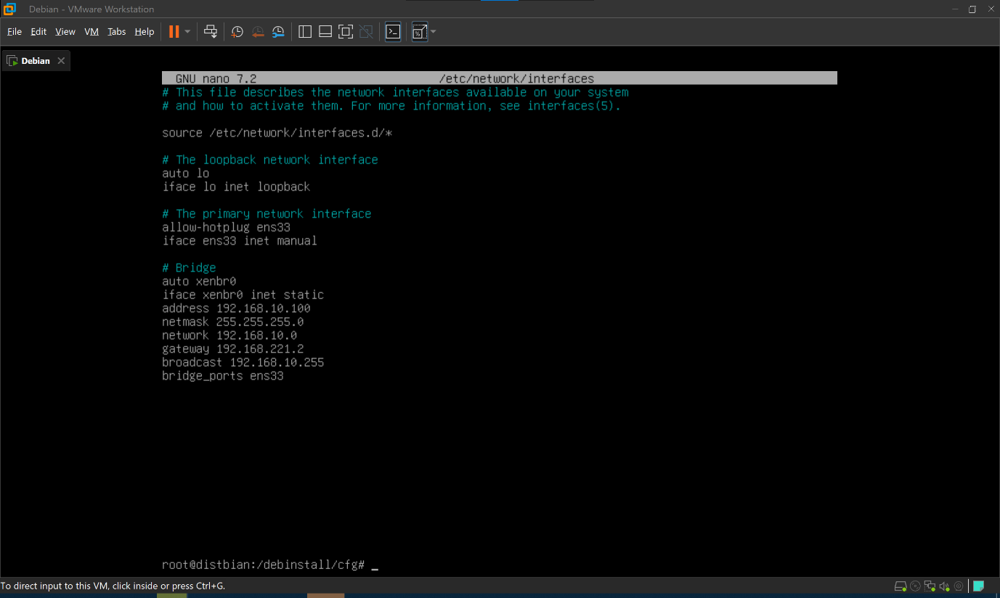 Debian - VMware Workstation
File Edit View VM Tabs Help
Debian
GNU nano 7.2 /etc/network/interfaces
# This file describes the network interfaces available on your system
# and how to activate them. For more information, see interfaces(5).
source /etc/network/interfaces.d/*
# The loopback network interface
auto lo
iface lo inet loopback
# The primary network interface
allow-hotplug ens33
iface ens33 inet manual
# Bridge
auto xenbr0
iface xenbr0 inet static
address 192.168.10.100
netmask 255.255.255.0
network 192.168.10.0
gateway 192.168.221.2
broadcast 192.168.10.255
bridge_ports ens33
root@distbian:/debinstall/cfg# _
To direct input to this VM, click inside or press Ctrl+G.